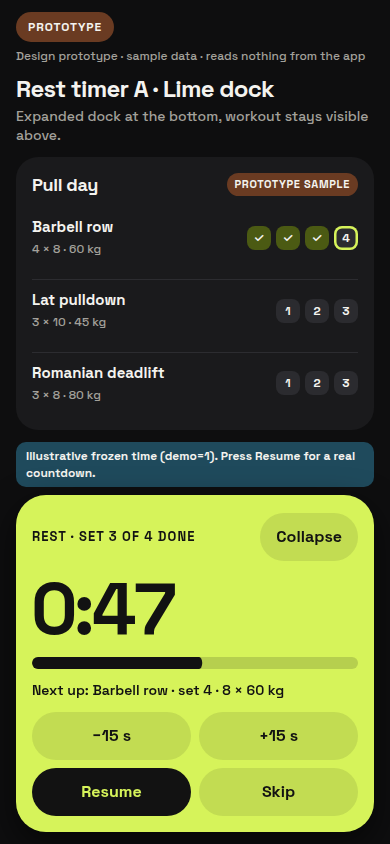 PROTOTYPE
Design prototype · sample data · reads nothing from the app
Rest timer A · Lime dock
Expanded dock at the bottom, workout stays visible
above.
Pull day
PROTOTYPE SAMPLE
Barbell row
4 × 8 · 60 kg
✓ ✓ ✓ 4
Lat pulldown
3 × 10 · 45 kg
1 2 3
Romanian deadlift
3 × 8 · 80 kg
1 2 3
Illustrative frozen time (demo=1). Press Resume for a real
countdown.
REST · SET 3 OF 4 DONE
Collapse
0:47
Next up: Barbell row · set 4 · 8 × 60 kg
−15 s
+15 s
Resume
Skip